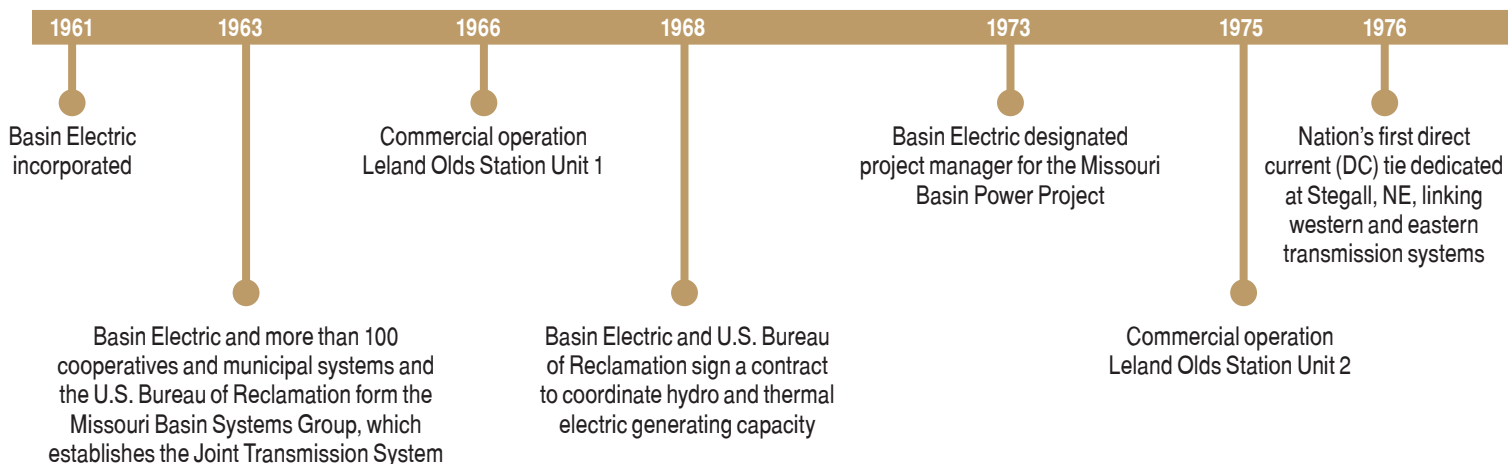 1961 1963 1966 1968 1973 1975 1976
Basin Electric
incorporated
Basin Electric and more than 100
cooperatives and municipal systems and
the U.S. Bureau of Reclamation form the
Missouri Basin Systems Group, which
establishes the Joint Transmission System
Commercial operation
Leland Olds Station Unit 1
Basin Electric and U.S. Bureau
of Reclamation sign a contract
to coordinate hydro and thermal
electric generating capacity
Basin Electric designated
project manager for the Missouri
Basin Power Project
Commercial operation
Leland Olds Station Unit 2
Nation’s first direct
current (DC) tie dedicated
at Stegall, NE, linking
western and eastern
transmission systems